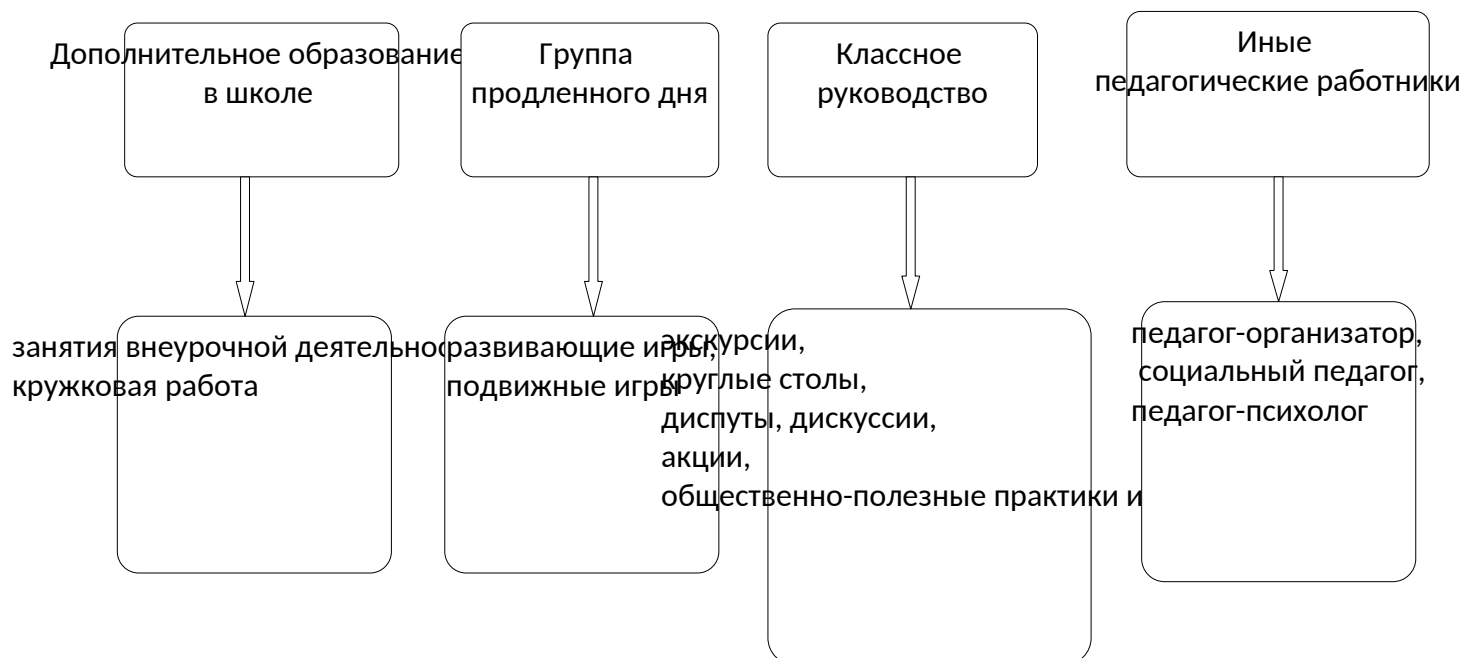 Дополнительное образование
в школе
Группа
продленного дня
Классное
руководство
Иные
педагогические работники
занятия внеурочной
кружковая работа
развивающие игры,
подвижные игры
экскурсии,
круглые столы,
диспуты, дискуссии,
акции,
общественно-полезные практики и
педагог-организатор,
социальный педагог,
педагог-психолог